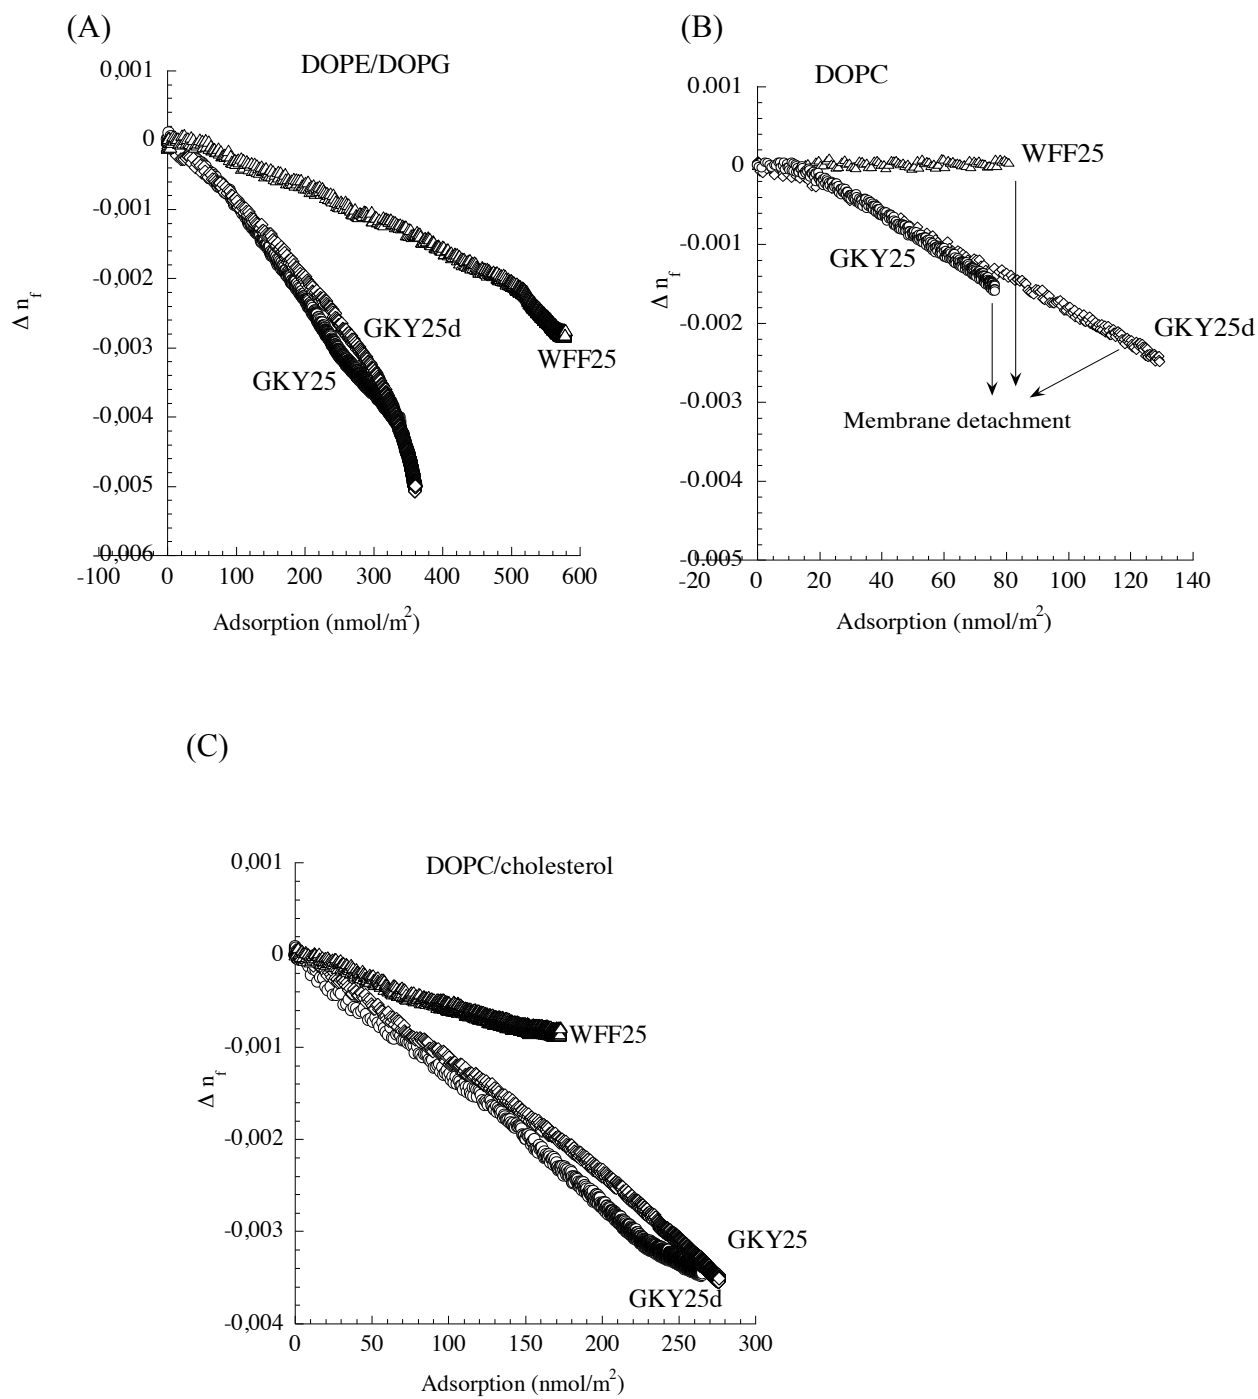 (A)
DOPE/DOPG
0,001
0
-0,001
-0,002
-0,003
-0,004
-0,005
-0,006
Δ n_f
GKY25d
GKY25
WFF25
-100 0 100 200 300 400 500 600
Adsorption (nmol/m²)
(B)
DOPC
0.001
0
-0.001
-0.002
-0.003
-0.004
-0.005
Δ n_f
WFF25
GKY25
GKY25d
Membrane detachment
-20 0 20 40 60 80 100 120 140
Adsorption (nmol/m²)
(C)
DOPC/cholesterol
0,001
0
-0,001
-0,002
-0,003
-0,004
Δ n_f
WFF25
GKY25
GKY25d
0 50 100 150 200 250 300
Adsorption (nmol/m²)